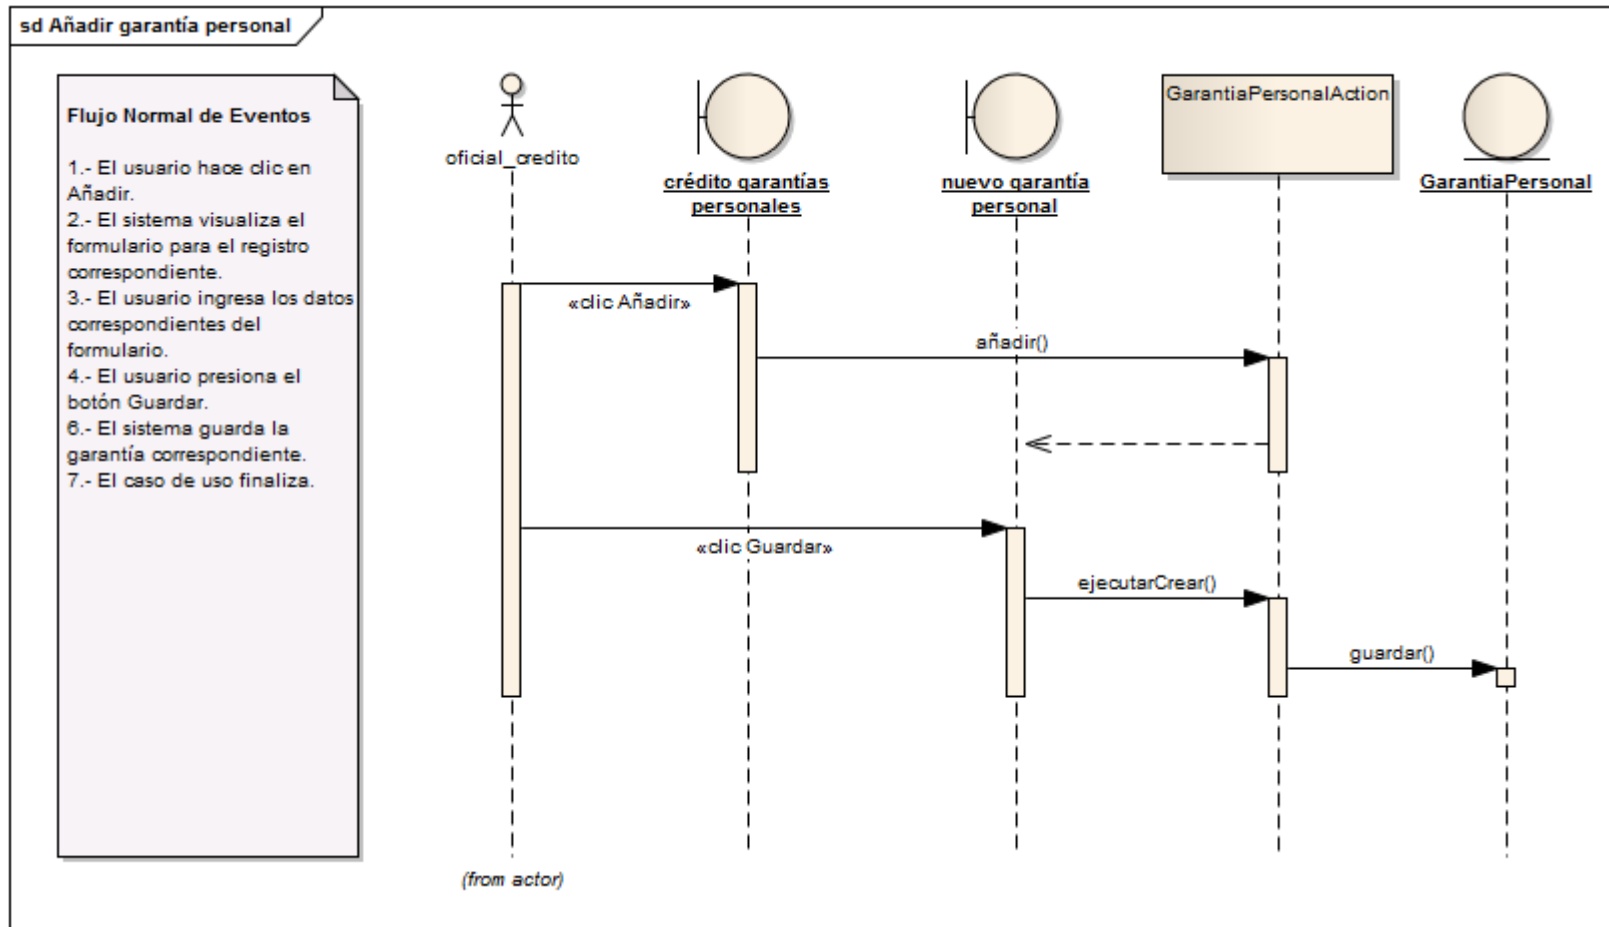 sd Añadir garantía personal
Flujo Normal de Eventos
1.- El usuario hace clic en
Añadir.
2.- El sistema visualiza el
formulario para el registro
correspondiente.
3.- El usuario ingresa los datos
correspondientes del
formulario.
4.- El usuario presiona el
botón Guardar.
6.- El sistema guarda la
garantía correspondiente.
7.- El caso de uso finaliza.
oficial_credito
crédito garantías
personales
nuevo garantía
personal
GarantiaPersonalAction
GarantiaPersonal
«clic Añadir»
añadir()
«clic Guardar»
ejecutarCrear()
guardar()
(from actor)